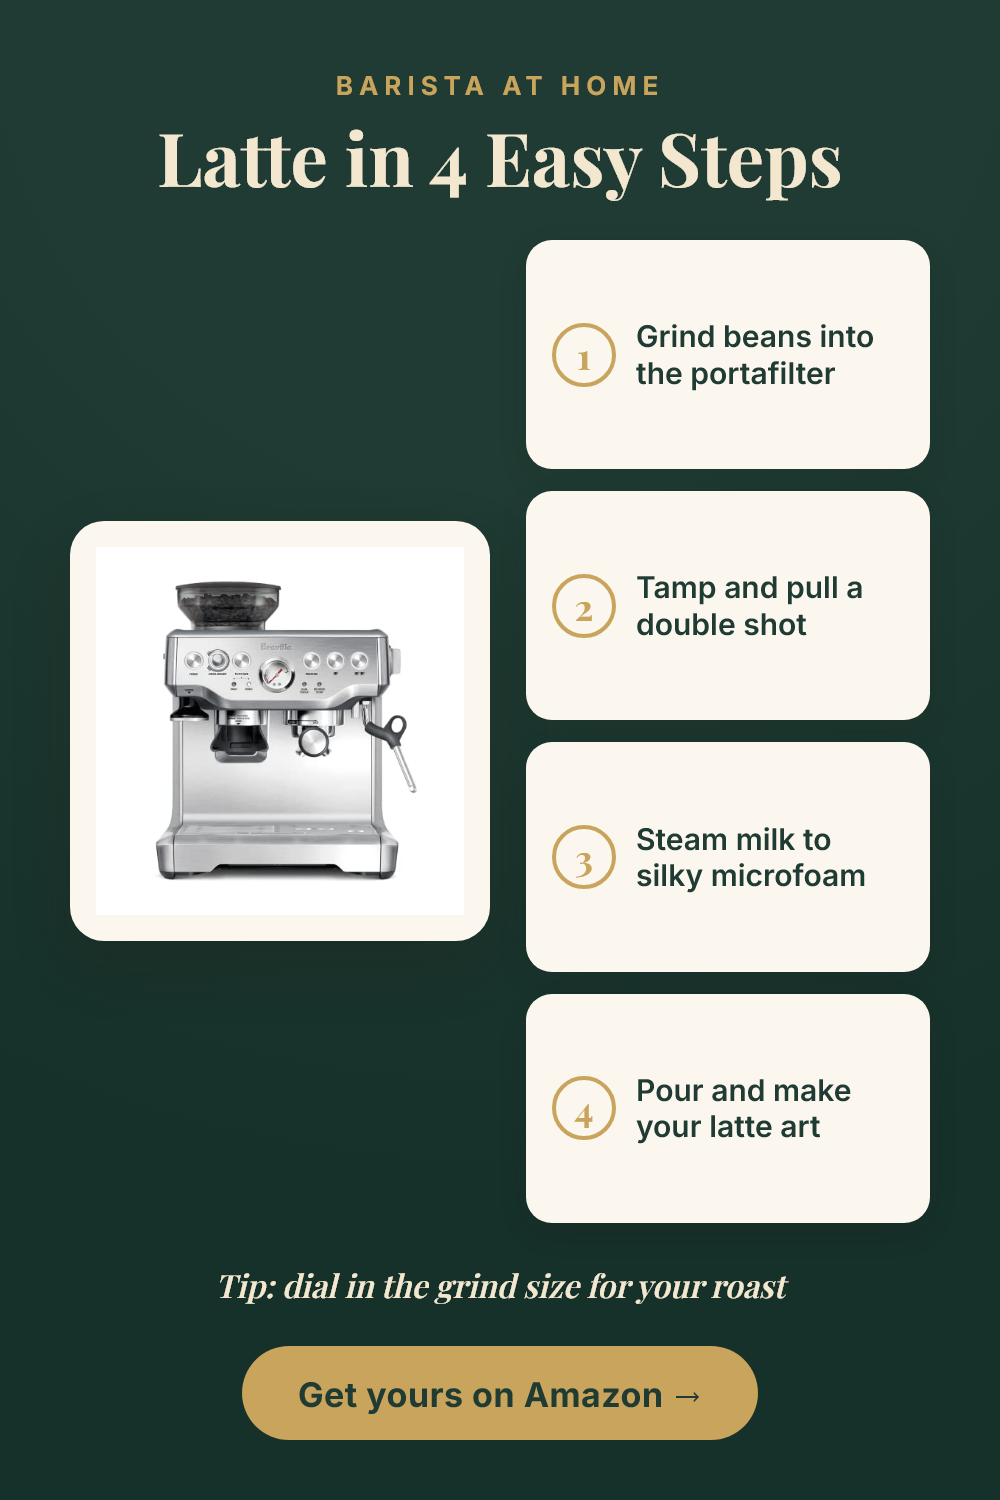 BARISTA AT HOME
Latte in 4 Easy Steps
1
Grind beans into
the portafilter
2
Tamp and pull a
double shot
3
Steam milk to
silky microfoam
4
Pour and make
your latte art
Breville
Tip: dial in the grind size for your roast
Get yours on Amazon →